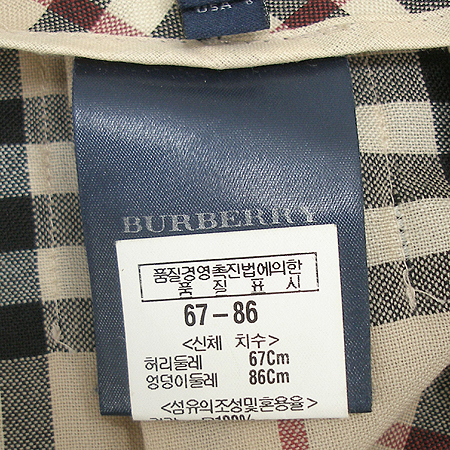 USA
BURBERRY
품질경영촉진법에의한
품 질 표 시
67-86
<신체 치수>
허리둘레 67Cm
엉덩이둘레 86Cm
<섬유의조성및혼용율>